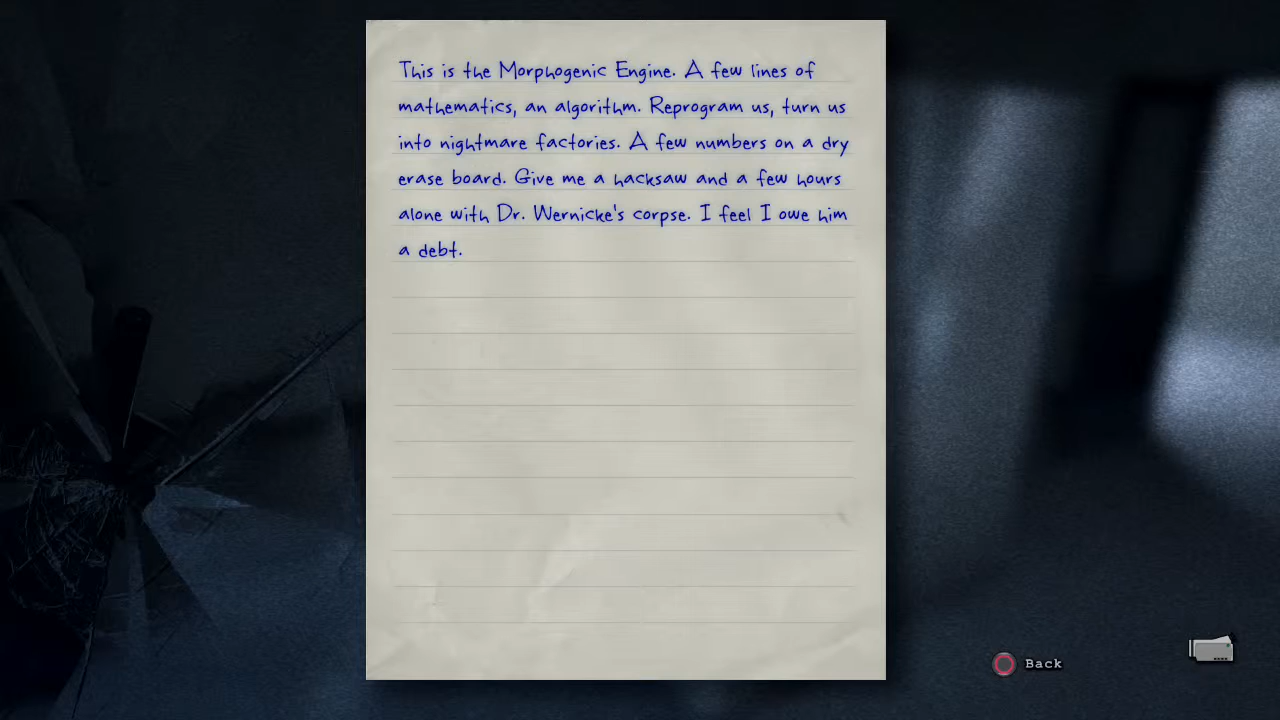 This is the Morphogenic Engine. A few lines of
mathematics, an algorithm. Reprogram us, turn us
into nightmare factories. A few numbers on a dry
erase board. Give me a hacksaw and a few hours
alone with Dr. Wernicke's corpse. I feel I owe him
a debt.
Back